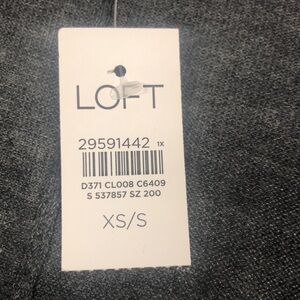 LOFT
29591442 1X
D371 CL008 C6409
S 537857 SZ 200
XS/S